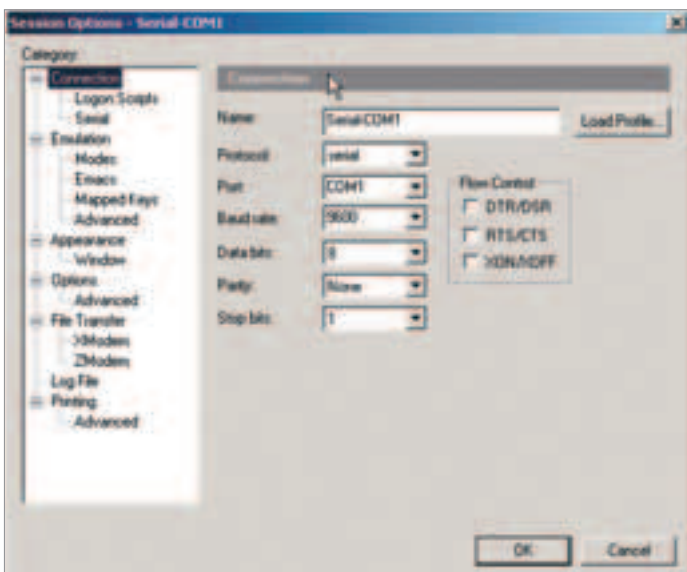 Session Options - Serial-COM1
Category:
Connection
Logon Scripts
Serial
Emulation
Modes
Emacs
Mapped Keys
Advanced
Appearance
Window
Options
Advanced
File Transfer
XModem
ZModem
Log File
Printing
Advanced
Connection
Name:
Serial-COM1
Load Profile...
Protocol:
serial
Port:
COM1
Baud rate:
9600
Data bits:
8
Parity:
None
Stop bits:
1
Flow Control
DTR/DSR
RTS/CTS
XON/XOFF
OK
Cancel